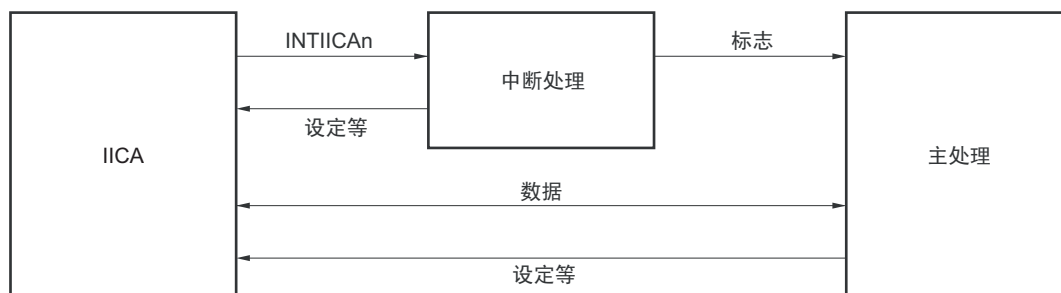 INTIICAn
标志
中断处理
设定等
IICA
主处理
数据
设定等